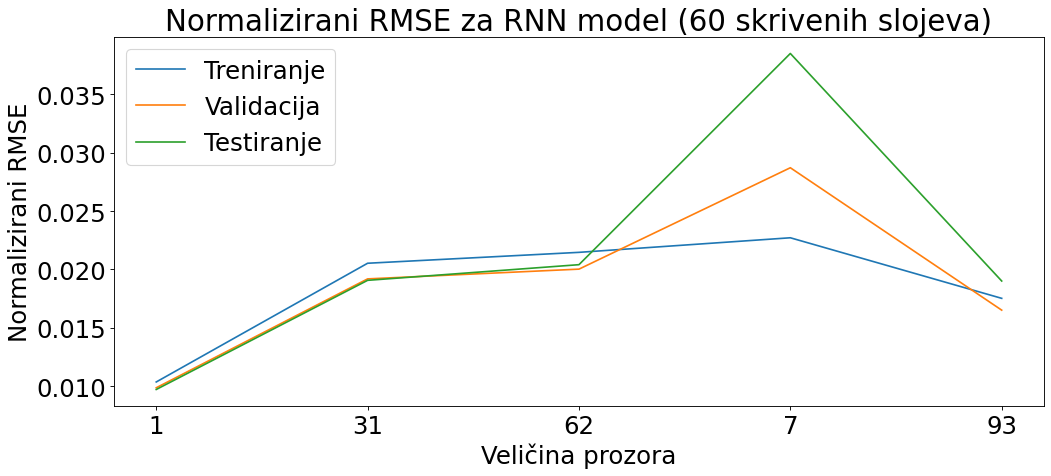 Normalizirani RMSE za RNN model (60 skrivenih slojeva)
Treniranje
Validacija
Testiranje
Normalizirani RMSE
0.035
0.030
0.025
0.020
0.015
0.010
1 31 62 7 93
Veličina prozora